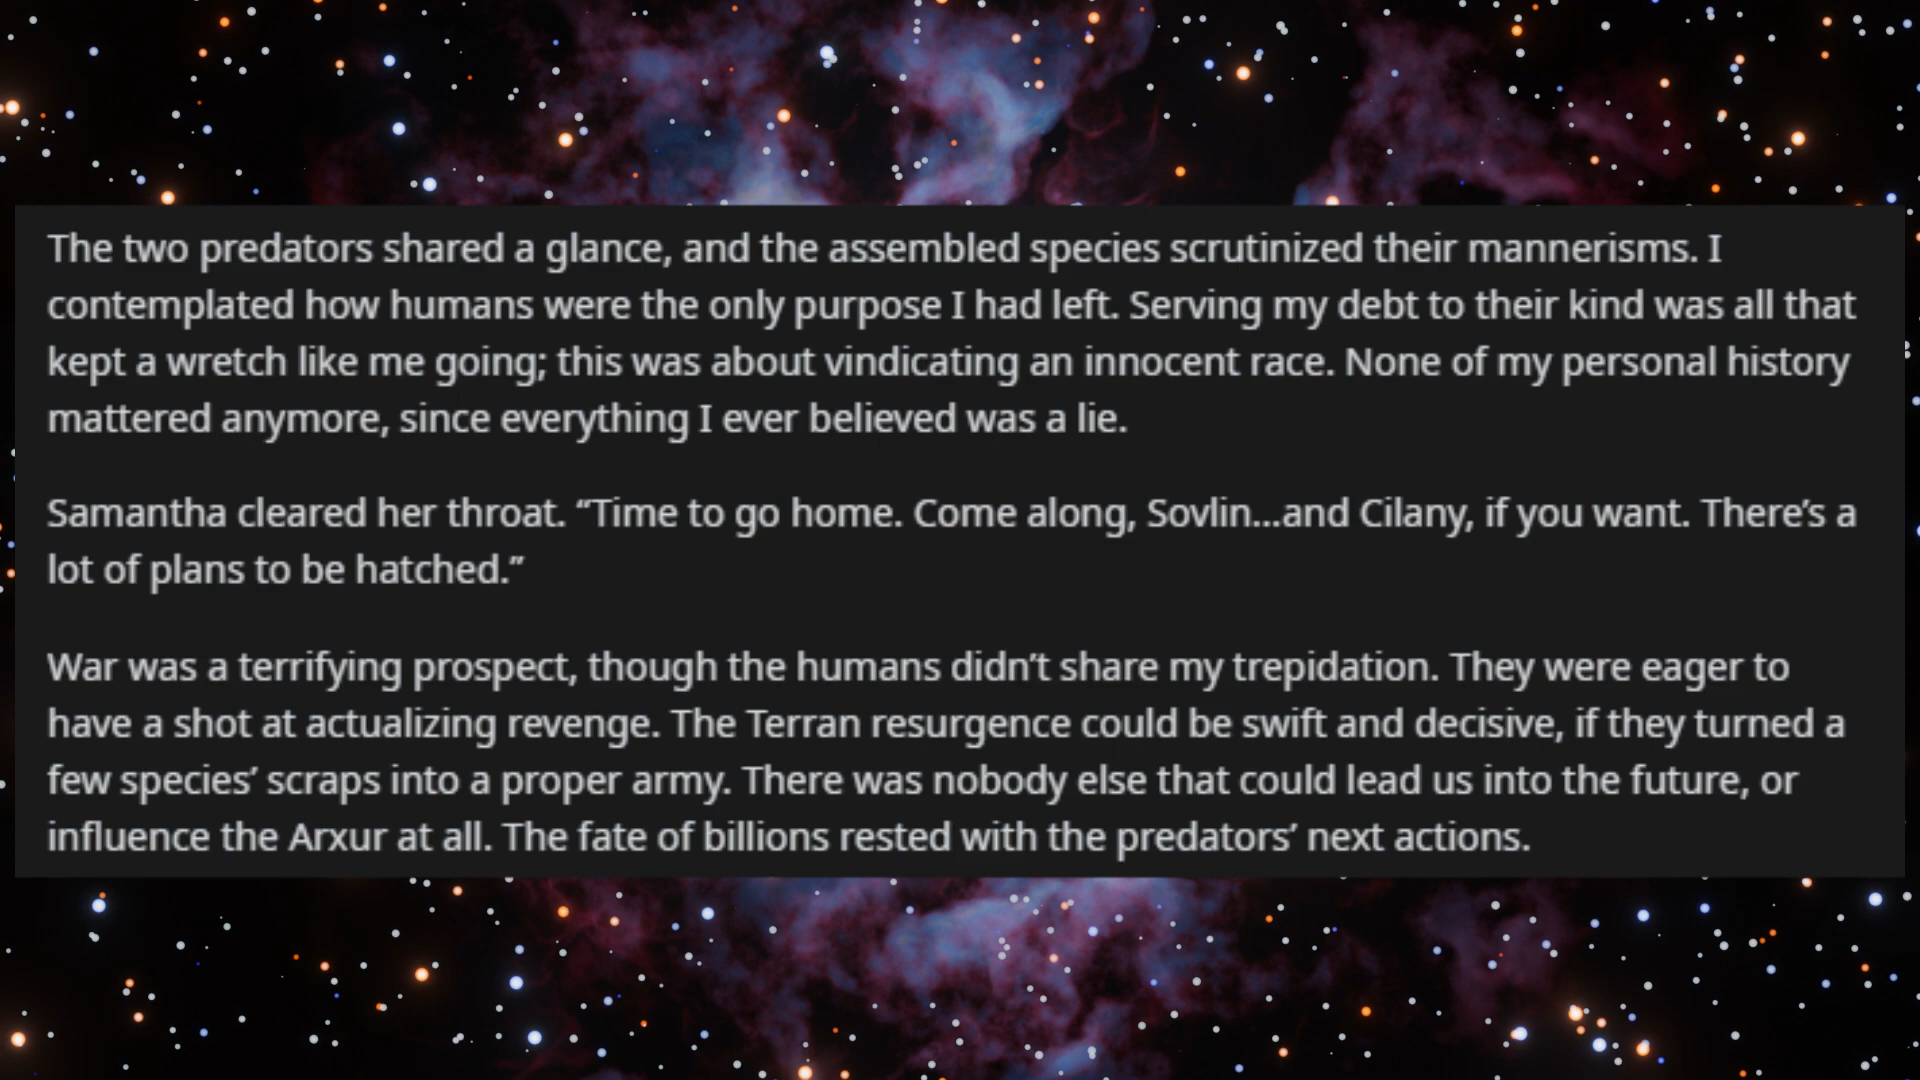 The two predators shared a glance, and the assembled species scrutinized their mannerisms. I
contemplated how humans were the only purpose I had left. Serving my debt to their kind was all that
kept a wretch like me going; this was about vindicating an innocent race. None of my personal history
mattered anymore, since everything I ever believed was a lie.
Samantha cleared her throat. “Time to go home. Come along, Sovlin…and Cilany, if you want. There’s a
lot of plans to be hatched.”
War was a terrifying prospect, though the humans didn’t share my trepidation. They were eager to
have a shot at actualizing revenge. The Terran resurgence could be swift and decisive, if they turned a
few species’ scraps into a proper army. There was nobody else that could lead us into the future, or
influence the Arxur at all. The fate of billions rested with the predators’ next actions.